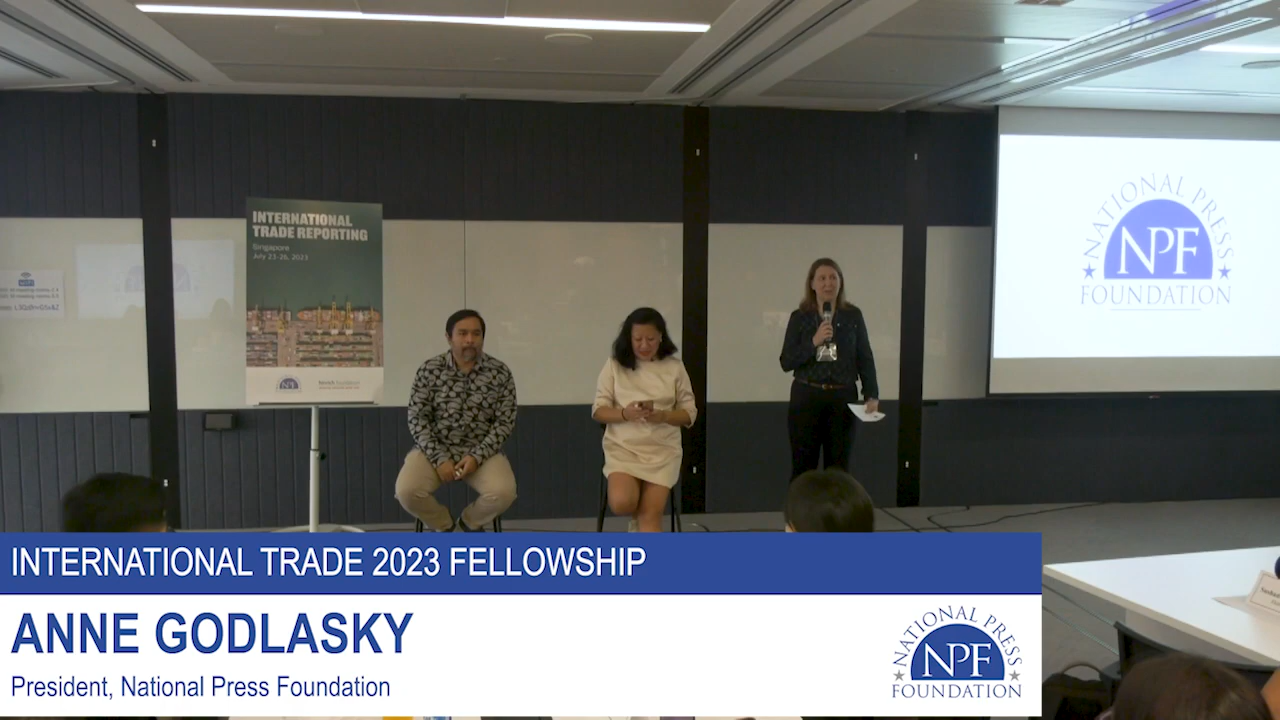 INTERNATIONAL
TRADE REPORTING
Singapore
July 23-26, 2023
NPF
NATIONAL PRESS
NPF
FOUNDATION
INTERNATIONAL TRADE 2023 FELLOWSHIP
ANNE GODLASKY
President, National Press Foundation
NATIONAL PRESS
NPF
FOUNDATION